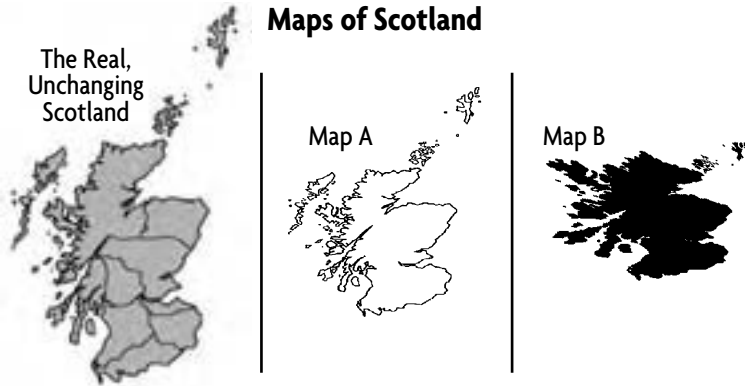 Maps of Scotland
The Real,
Unchanging
Scotland
Map A
Map B